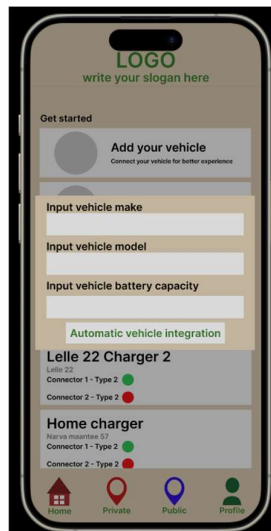 LOGO
write your slogan here
Get started
Add your vehicle
Connect your vehicle for better experience
Input vehicle make
Input vehicle model
Input vehicle battery capacity
Automatic vehicle integration
Lelle 22 Charger 2
Lelle 22
Connector 1 - Type 2
Connector 2 - Type 2
Home charger
Narva maantee 57
Connector 1 - Type 2
Connector 2 - Type 2
Home Private Public Profile